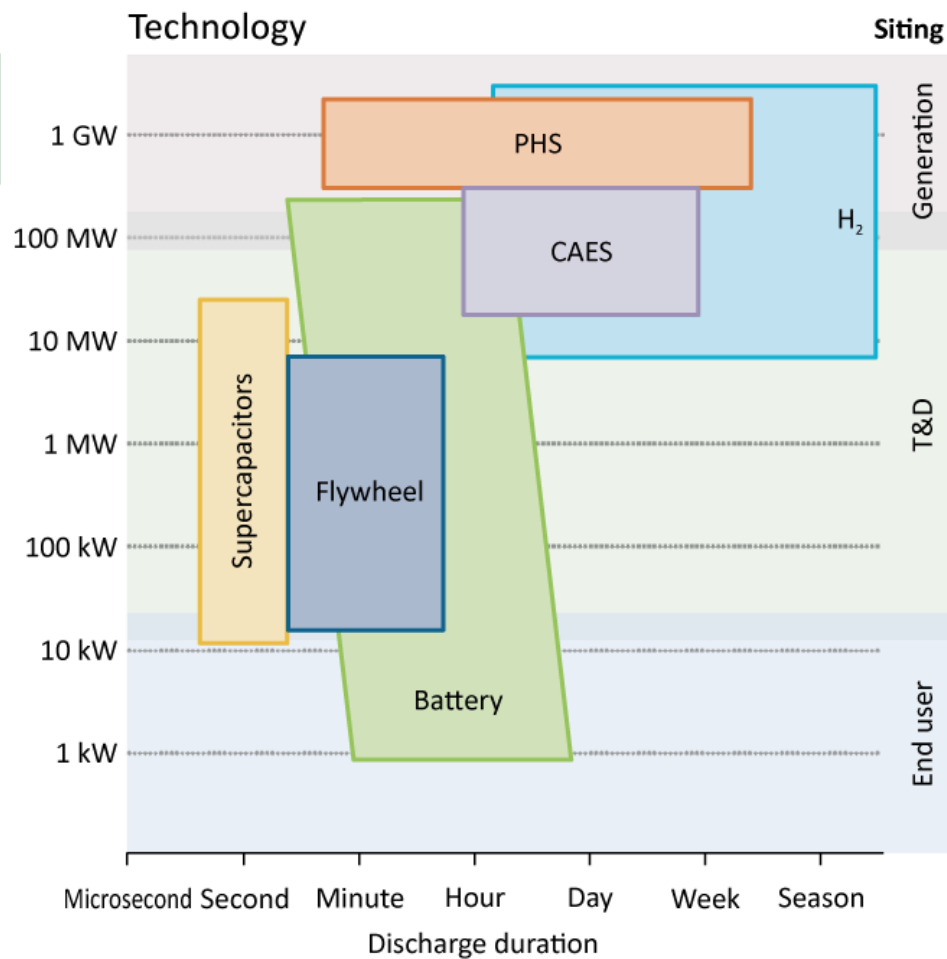 Technology
Siting
1 GW
100 MW
10 MW
1 MW
100 kW
10 kW
1 kW
PHS
H₂
CAES
Supercapacitors
Flywheel
Battery
Generation
T&D
End user
Microsecond Second Minute Hour Day Week Season
Discharge duration